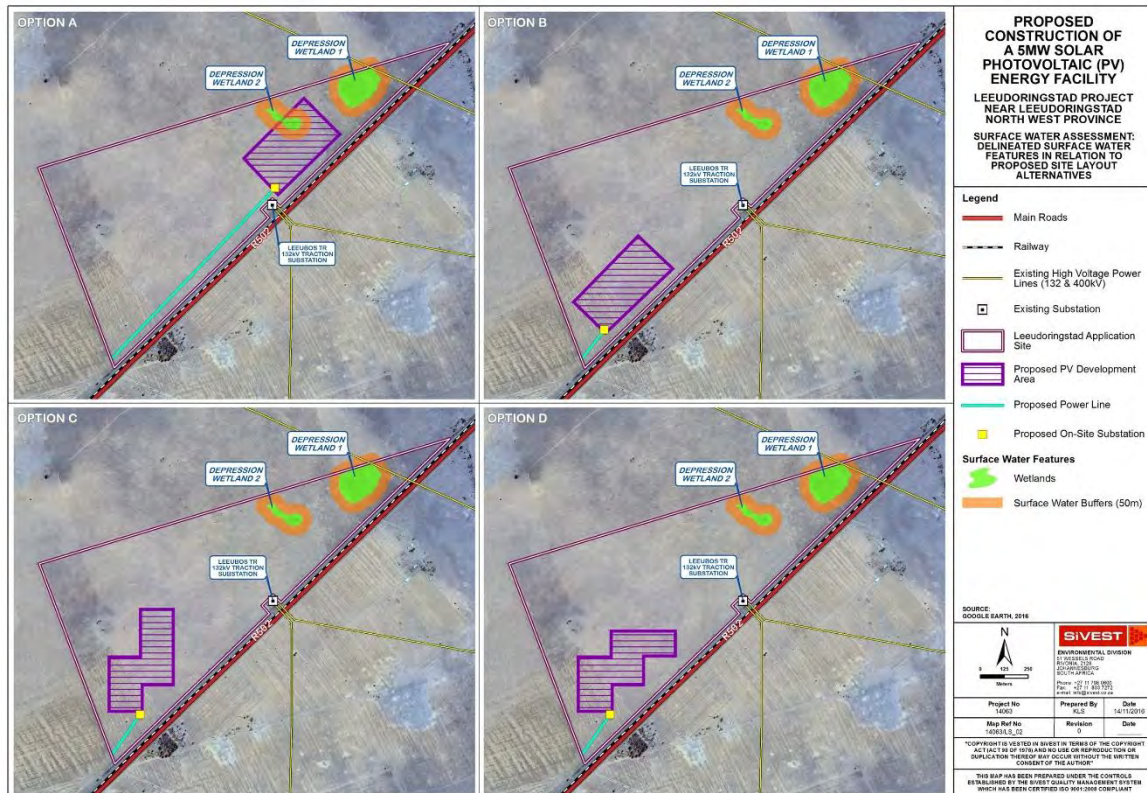 OPTION A
DEPRESSION
WETLAND 1
DEPRESSION
WETLAND 2
R502
LEEUBOS TR
132kV TRACTION
SUBSTATION
OPTION B
DEPRESSION
WETLAND 1
DEPRESSION
WETLAND 2
LEEUBOS TR
132kV TRACTION
SUBSTATION
R502
OPTION C
DEPRESSION
WETLAND 1
DEPRESSION
WETLAND 2
LEEUBOS TR
132kV TRACTION
SUBSTATION
R502
OPTION D
DEPRESSION
WETLAND 1
DEPRESSION
WETLAND 2
LEEUBOS TR
132kV TRACTION
SUBSTATION
R502
PROPOSED
CONSTRUCTION OF
A 5MW SOLAR
PHOTOVOLTAIC (PV)
ENERGY FACILITY
LEEUDORINGSTAD PROJECT
NEAR LEEUDORINGSTAD
NORTH WEST PROVINCE
SURFACE WATER ASSESSMENT:
DELINEATED SURFACE WATER
FEATURES IN RELATION TO
PROPOSED SITE LAYOUT
ALTERNATIVES
Legend
Main Roads
Railway
Existing High Voltage Power
Lines (132 & 400kV)
Existing Substation
Leeudoringstad Application
Site
Proposed PV Development
Area
Proposed Power Line
Proposed On-Site Substation
Surface Water Features
Wetlands
Surface Water Buffers (50m)
SOURCE:
GOOGLE EARTH, 2016
N
0 125 250
Meters
SiVEST
ENVIRONMENTAL DIVISION
51 WESSELS ROAD
RIVONIA, 2128
JOHANNESBURG
SOUTH AFRICA
Project No
14063
Prepared By
KLS
Date
14/11/2016
Map Ref No
14063/LS_02
Revision
0
Date
"COPYRIGHT IS VESTED IN SIVEST IN TERMS OF THE COPYRIGHT
ACT (ACT 98 OF 1978) AND NO USE OR REPRODUCTION OR
DUPLICATION THEREOF MAY OCCUR WITHOUT THE WRITTEN
CONSENT OF THE AUTHOR"
THIS MAP HAS BEEN PREPARED UNDER THE CONTROLS
ESTABLISHED BY THE SIVEST QUALITY MANAGEMENT SYSTEM
WHICH HAS BEEN CERTIFIED ISO 9001:2008 COMPLIANT